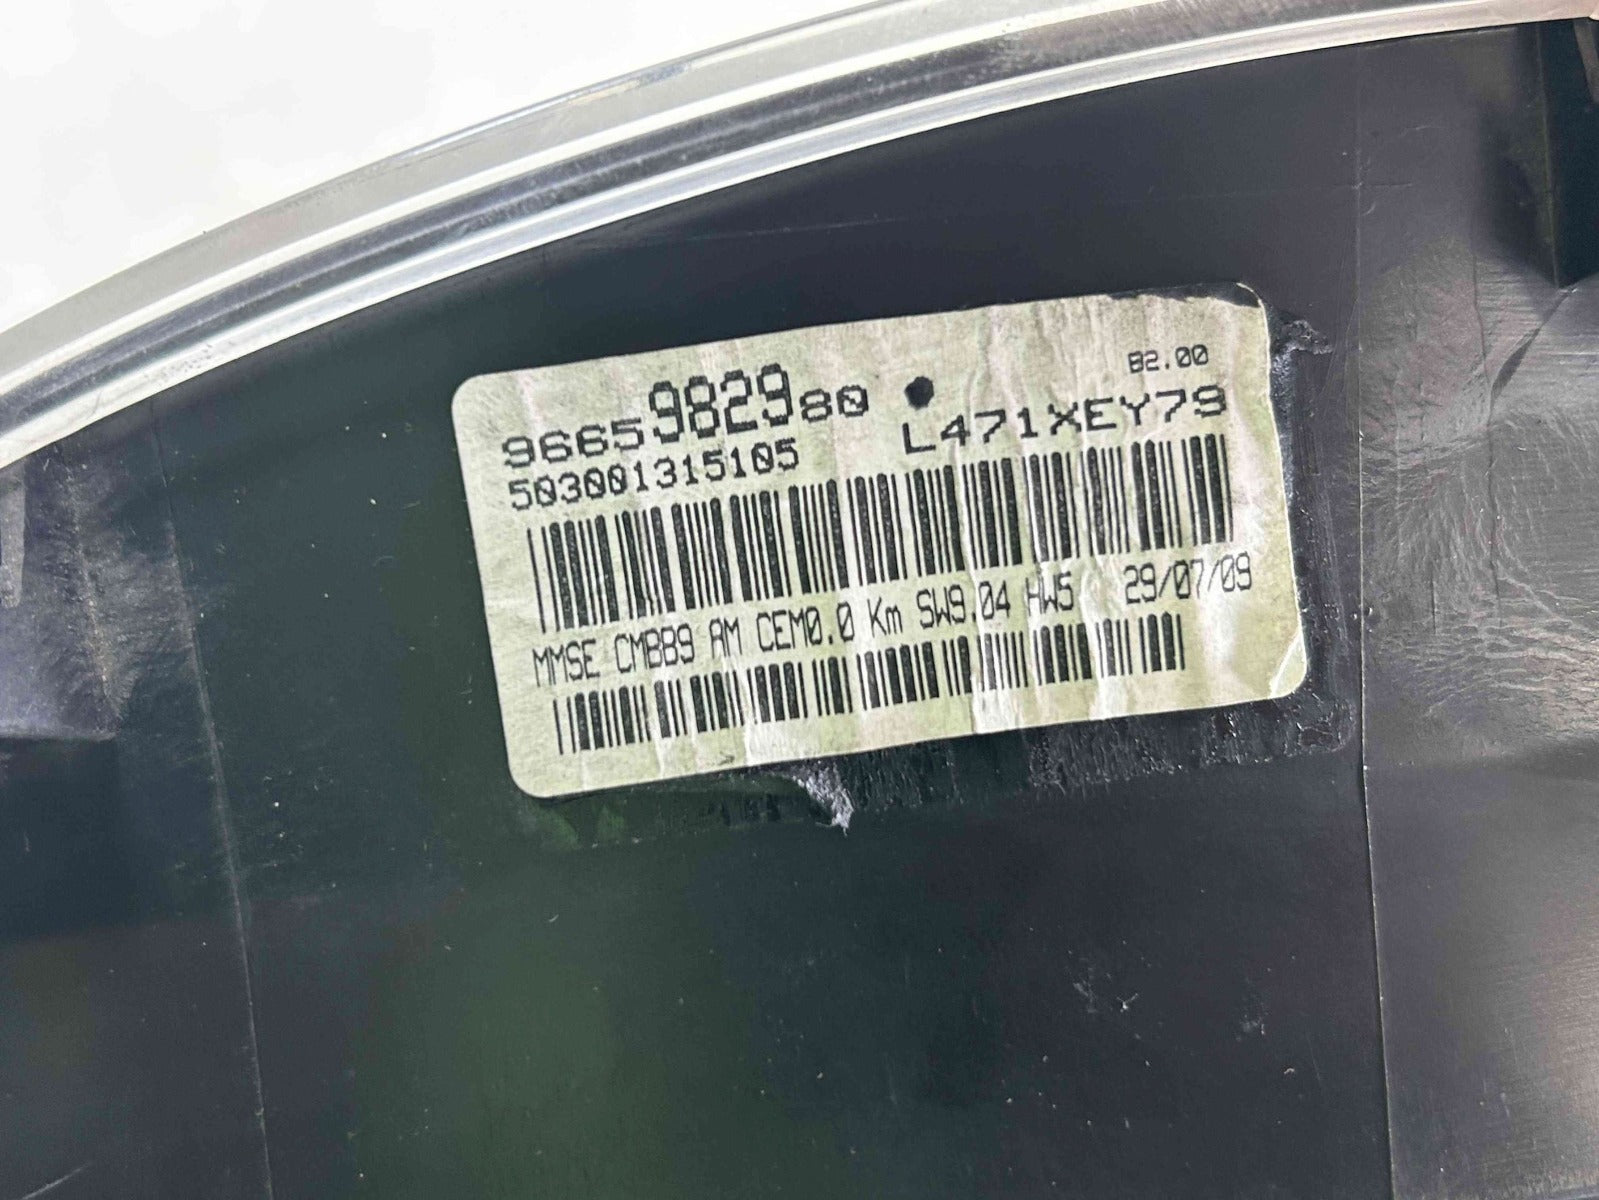 B2.00
9665982980 L471XEY79
503001315105
MMSE CMBB9 AM CEM0.0 Km SW9.04 HW5 29/07/09